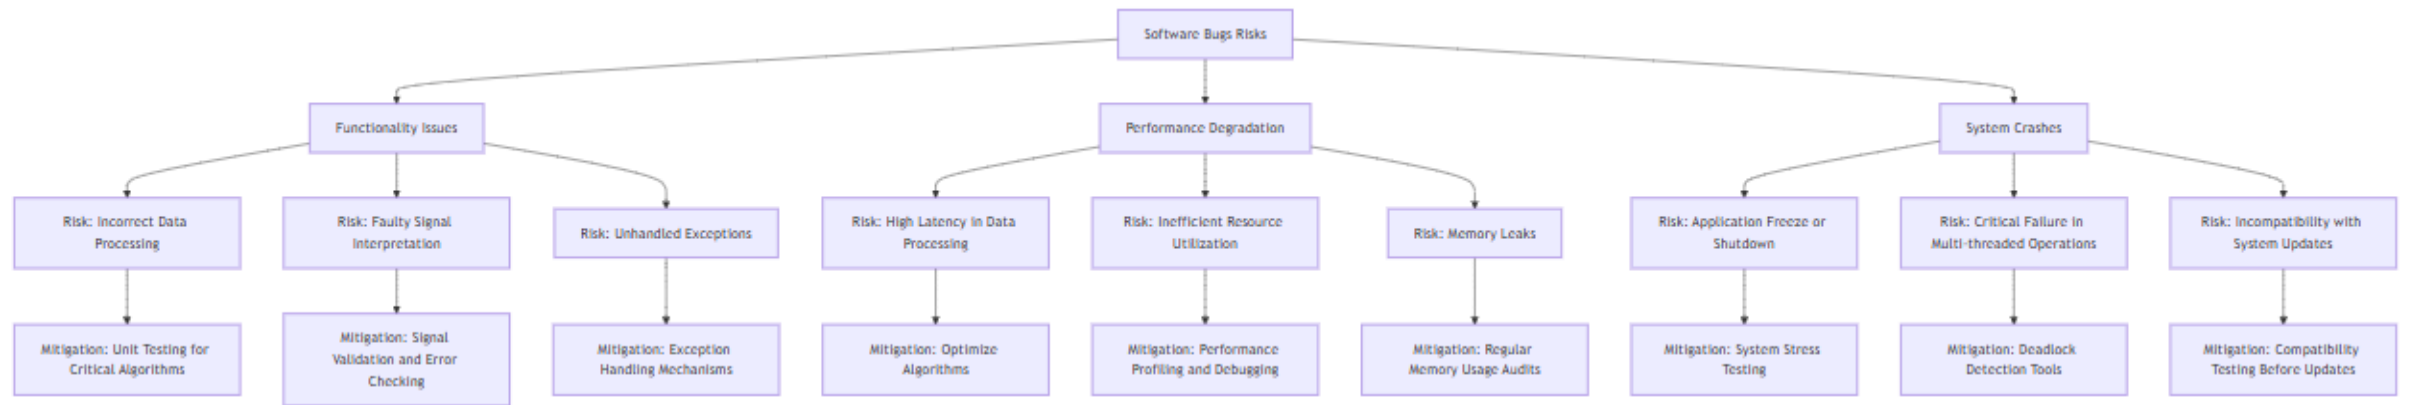 Software Bugs Risks
Functionality Issues
Performance Degradation
System Crashes
Risk: Incorrect Data
Processing
Risk: Faulty Signal
Interpretation
Risk: Unhandled Exceptions
Risk: High Latency in Data
Processing
Risk: Inefficient Resource
Utilization
Risk: Memory Leaks
Risk: Application Freeze or
Shutdown
Risk: Critical Failure in
Multi-threaded Operations
Risk: Incompatibility with
System Updates
Mitigation: Unit Testing for
Critical Algorithms
Mitigation: Signal
Validation and Error
Checking
Mitigation: Exception
Handling Mechanisms
Mitigation: Optimize
Algorithms
Mitigation: Performance
Profiling and Debugging
Mitigation: Regular
Memory Usage Audits
Mitigation: System Stress
Testing
Mitigation: Deadlock
Detection Tools
Mitigation: Compatibility
Testing Before Updates